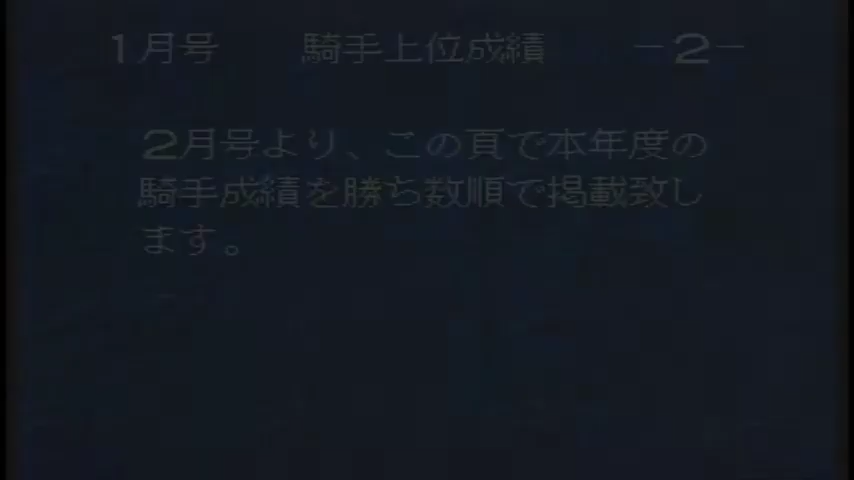 1月号 騎手上位成績 －2－
2月号より、この頁で本年度の
騎手成績を勝ち数順で掲載致し
ます。